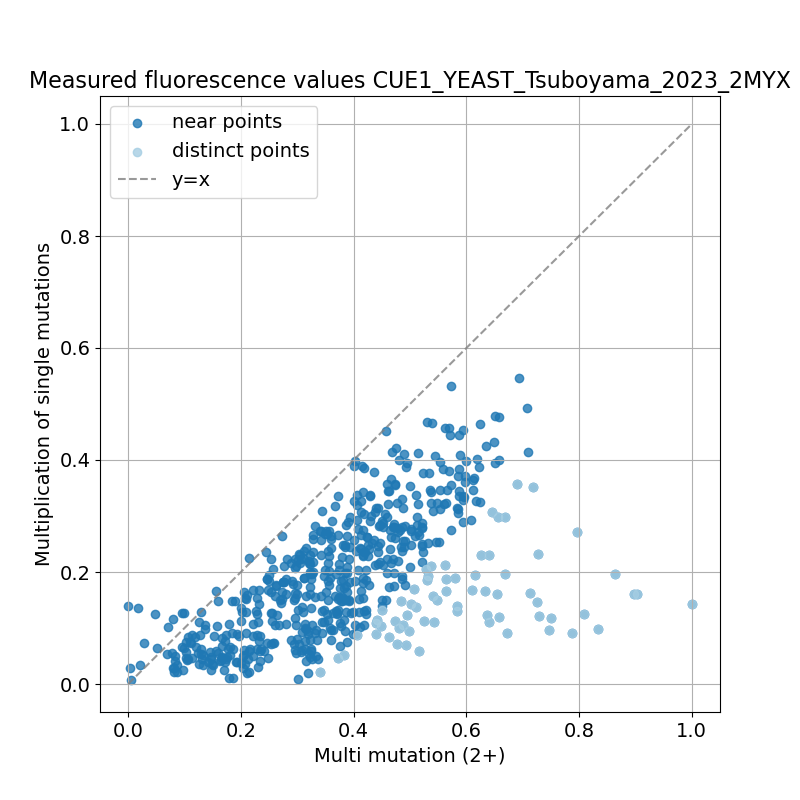 Measured fluorescence values CUE1_YEAST_Tsuboyama_2023_2MYX
near points
distinct points
y=x
1.0
0.8
0.6
0.4
0.2
0.0
Multiplication of single mutations
0.0 0.2 0.4 0.6 0.8 1.0
Multi mutation (2+)